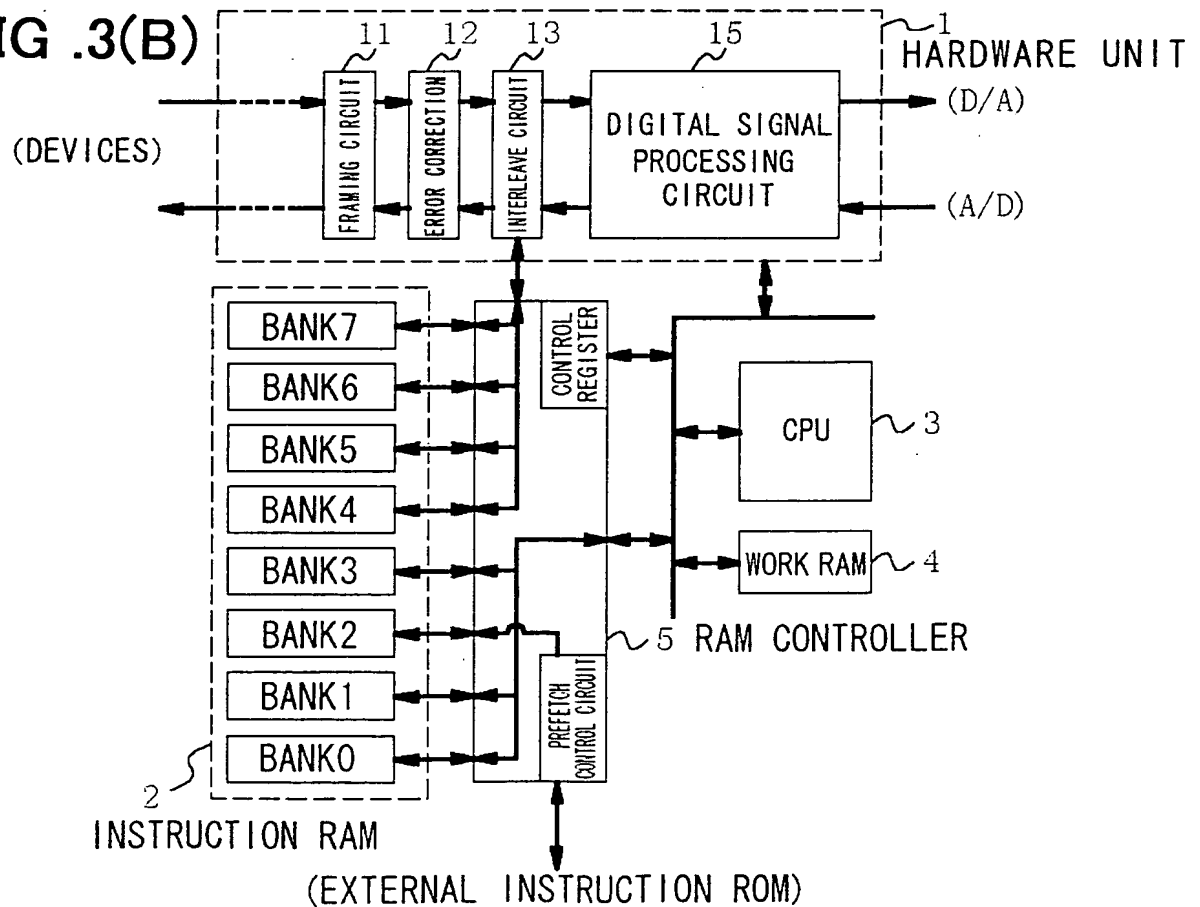 IG .3(B)
11
12
13
15
1
HARDWARE UNIT
(DEVICES)
FRAMING CIRCUIT
ERROR CORRECTION
INTERLEAVE CIRCUIT
DIGITAL SIGNAL
PROCESSING
CIRCUIT
(D/A)
(A/D)
BANK7
BANK6
BANK5
BANK4
BANK3
BANK2
BANK1
BANK0
CONTROL
REGISTER
CPU
3
WORK RAM
4
5 RAM CONTROLLER
PREFETCH
CONTROL CIRCUIT
2
INSTRUCTION RAM
(EXTERNAL INSTRUCTION ROM)